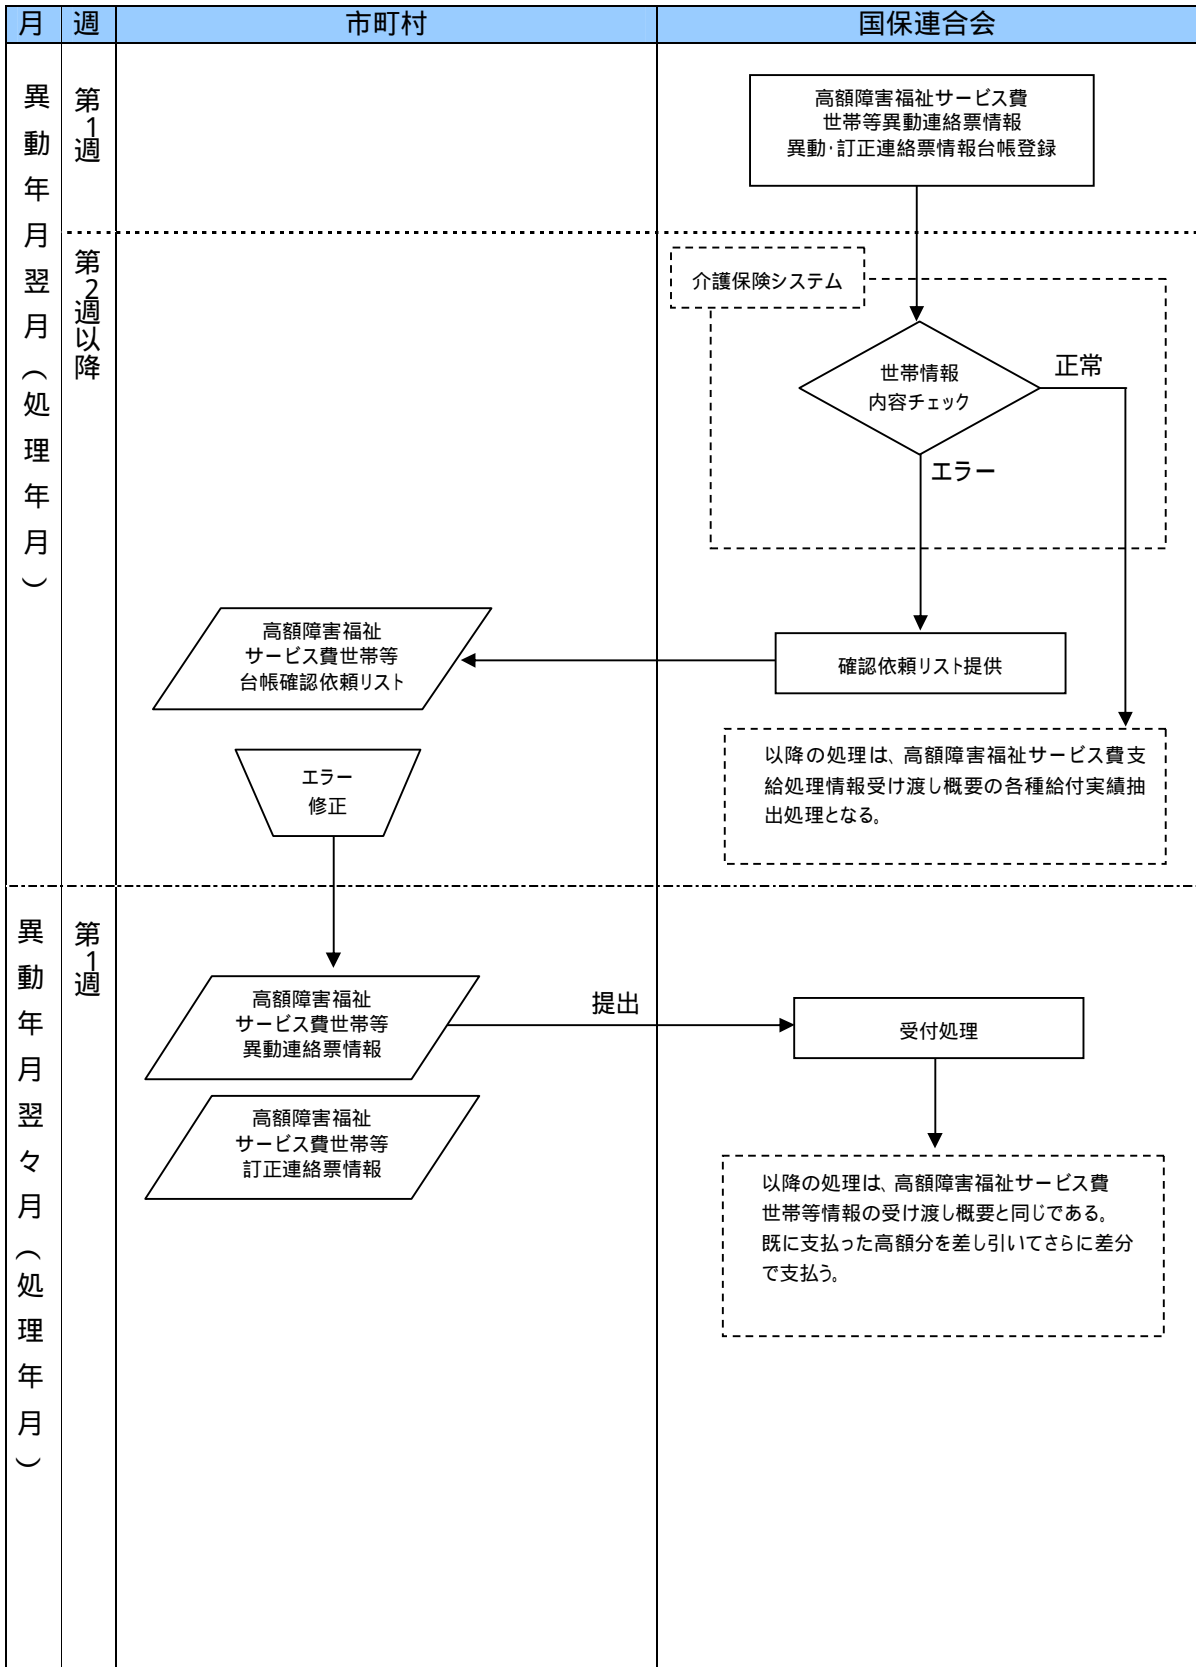 月 週 市町村 国保連合会
異動年月翌月（処理年月）
第1週
高額障害福祉サービス費
世帯等異動連絡票情報
異動・訂正連絡票情報台帳登録
第2週以降
介護保険システム
世帯情報
内容チェック
正常
エラー
高額障害福祉
サービス費世帯等
台帳確認依頼リスト
確認依頼リスト提供
エラー
修正
以降の処理は、高額障害福祉サービス費支
給処理情報受け渡し概要の各種給付実績抽
出処理となる。
異動年月翌々月（処理年月）
第1週
高額障害福祉
サービス費世帯等
異動連絡票情報
提出
受付処理
高額障害福祉
サービス費世帯等
訂正連絡票情報
以降の処理は、高額障害福祉サービス費
世帯等情報の受け渡し概要と同じである。
既に支払った高額分を差し引いてさらに差分
で支払う。